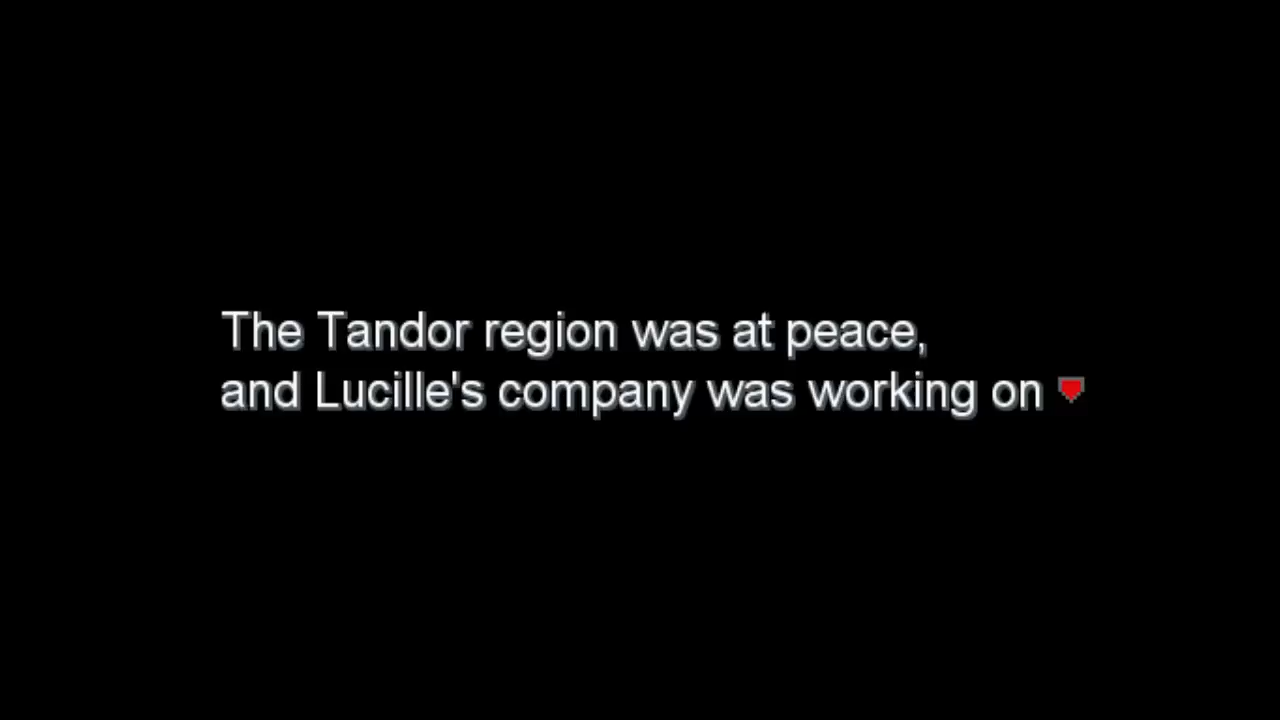 The Tandor region was at peace,
and Lucille's company was working on